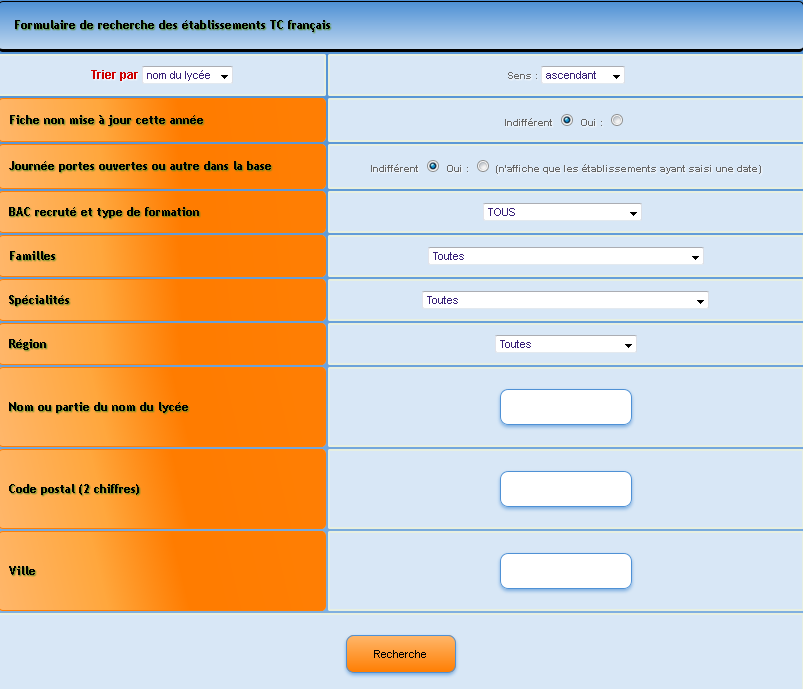 Formulaire de recherche des établissements TC français
Trier par nom du lycée Sens : ascendant
Fiche non mise à jour cette année Indifférent Oui :
Journée portes ouvertes ou autre dans la base Indifférent Oui : (n'affiche que les établissements ayant saisi une date)
BAC recruté et type de formation TOUS
Familles Toutes
Spécialités Toutes
Région Toutes
Nom ou partie du nom du lycée
Code postal (2 chiffres)
Ville
Recherche